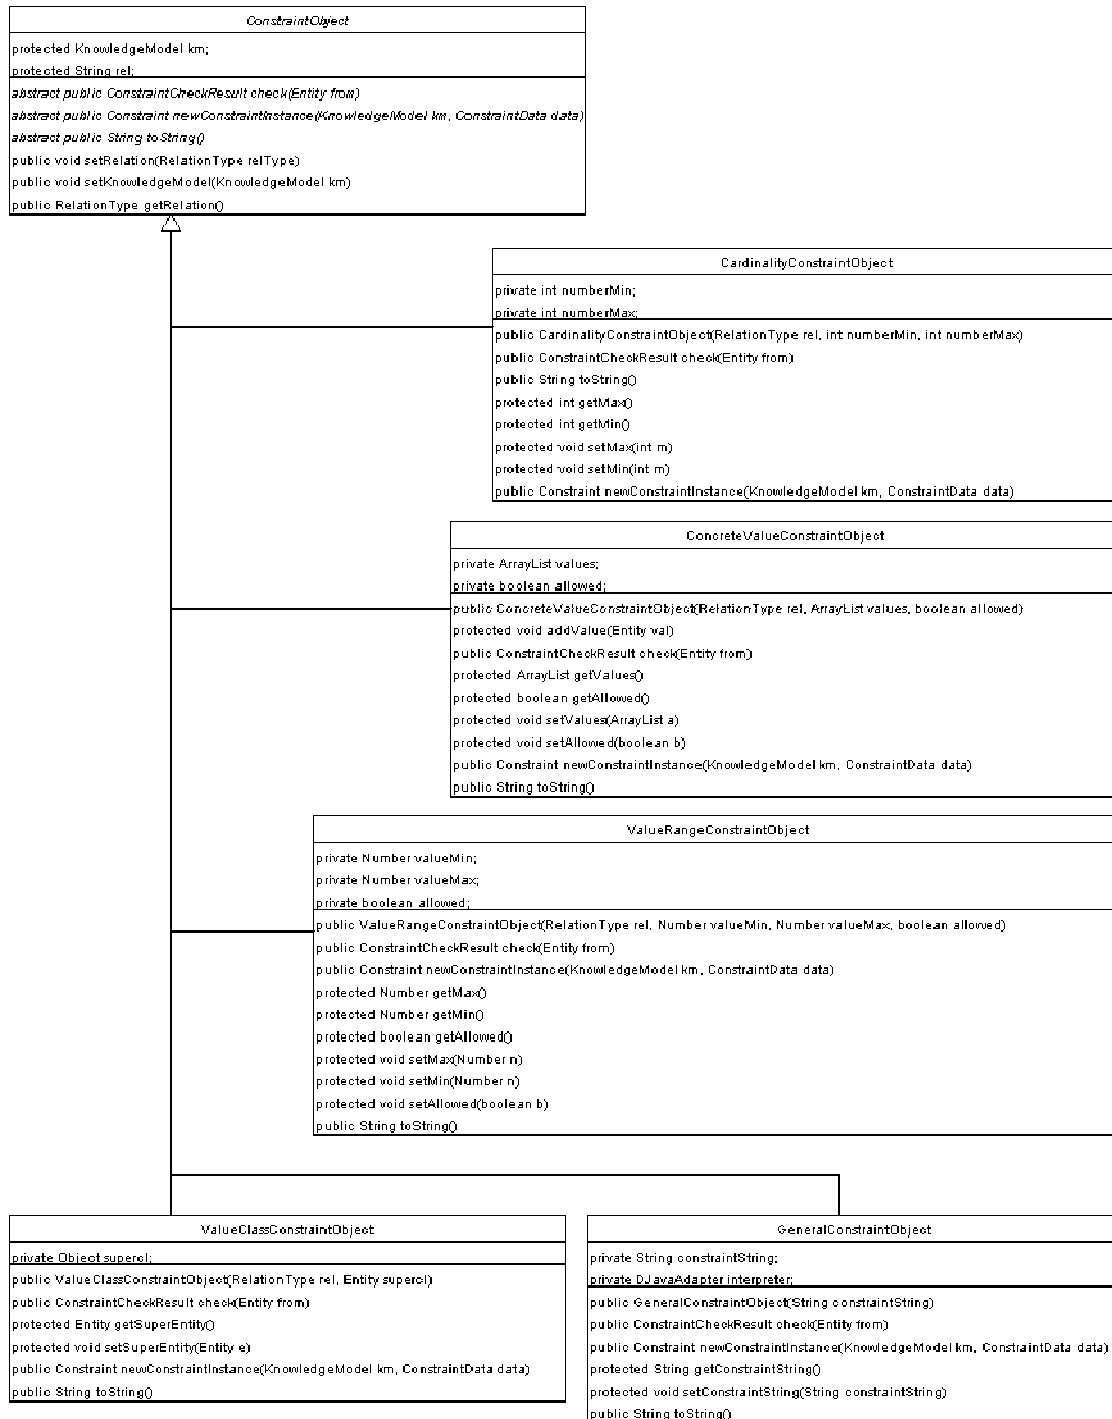 ConstraintObject
protected KnowledgeModel km;
protected String rel;
abstract public ConstraintCheckResult check(Entity from)
abstract public Constraint newConstraintInstance(KnowledgeModel km, ConstraintData data)
abstract public String toString()
public void setRelation(RelationType relType)
public void setKnowledgeModel(KnowledgeModel km)
public RelationType getRelation()
CardinalityConstraintObject
private int numberMin;
private int numberMax;
public CardinalityConstraintObject(RelationType rel, int numberMin, int numberMax)
public ConstraintCheckResult check(Entity from)
public String toString()
protected int getMax()
protected int getMin()
protected void setMax(int m)
protected void setMin(int m)
public Constraint newConstraintInstance(KnowledgeModel km, ConstraintData data)
ConcreteValueConstraintObject
private ArrayList values;
private boolean allowed;
public ConcreteValueConstraintObject(RelationType rel, ArrayList values, boolean allowed)
protected void addValue(Entity val)
public ConstraintCheckResult check(Entity from)
protected ArrayList getValues()
protected boolean getAllowed()
protected void setValues(ArrayList a)
protected void setAllowed(boolean b)
public Constraint newConstraintInstance(KnowledgeModel km, ConstraintData data)
public String toString()
ValueRangeConstraintObject
private Number valueMin;
private Number valueMax;
private boolean allowed;
public ValueRangeConstraintObject(RelationType rel, Number valueMin, Number valueMax, boolean allowed)
public ConstraintCheckResult check(Entity from)
public Constraint newConstraintInstance(KnowledgeModel km, ConstraintData data)
protected Number getMax()
protected Number getMin()
protected boolean getAllowed()
protected void setMax(Number n)
protected void setMin(Number n)
protected void setAllowed(boolean b)
public String toString()
ValueClassConstraintObject
private Object supercl;
public ValueClassConstraintObject(RelationType rel, Entity supercl)
public ConstraintCheckResult check(Entity from)
protected Entity getSuperEntity()
protected void setSuperEntity(Entity e)
public Constraint newConstraintInstance(KnowledgeModel km, ConstraintData data)
public String toString()
GeneralConstraintObject
private String constraintString;
private DJavaAdapter interpreter;
public GeneralConstraintObject(String constraintString)
public ConstraintCheckResult check(Entity from)
public Constraint newConstraintInstance(KnowledgeModel km, ConstraintData data)
protected String getConstraintString()
protected void setConstraintString(String constraintString)
public String toString()